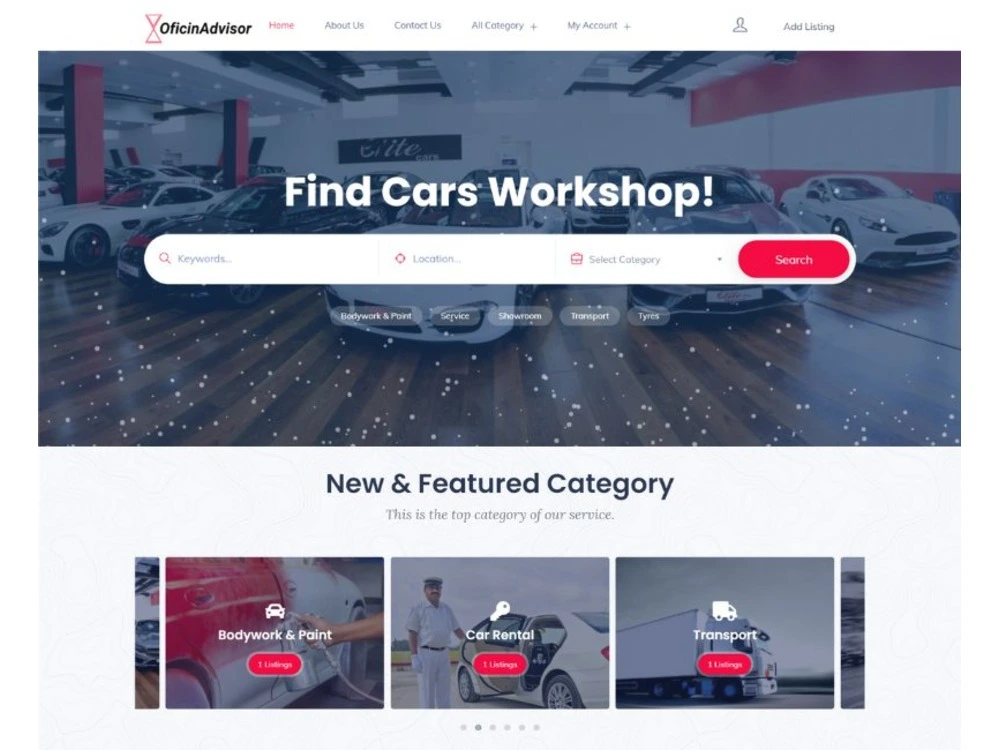 OficinAdvisor
Home
About Us
Contact Us
All Category +
My Account +
Add Listing
Elite
cars
Find Cars Workshop!
Keywords...
Location...
Select Category
Search
Bodywork & Paint
Service
Showroom
Transport
Tyres
New & Featured Category
This is the top category of our service.
Bodywork & Paint
Car Rental
Transport
1 Listings
1 Listings
1 Listings